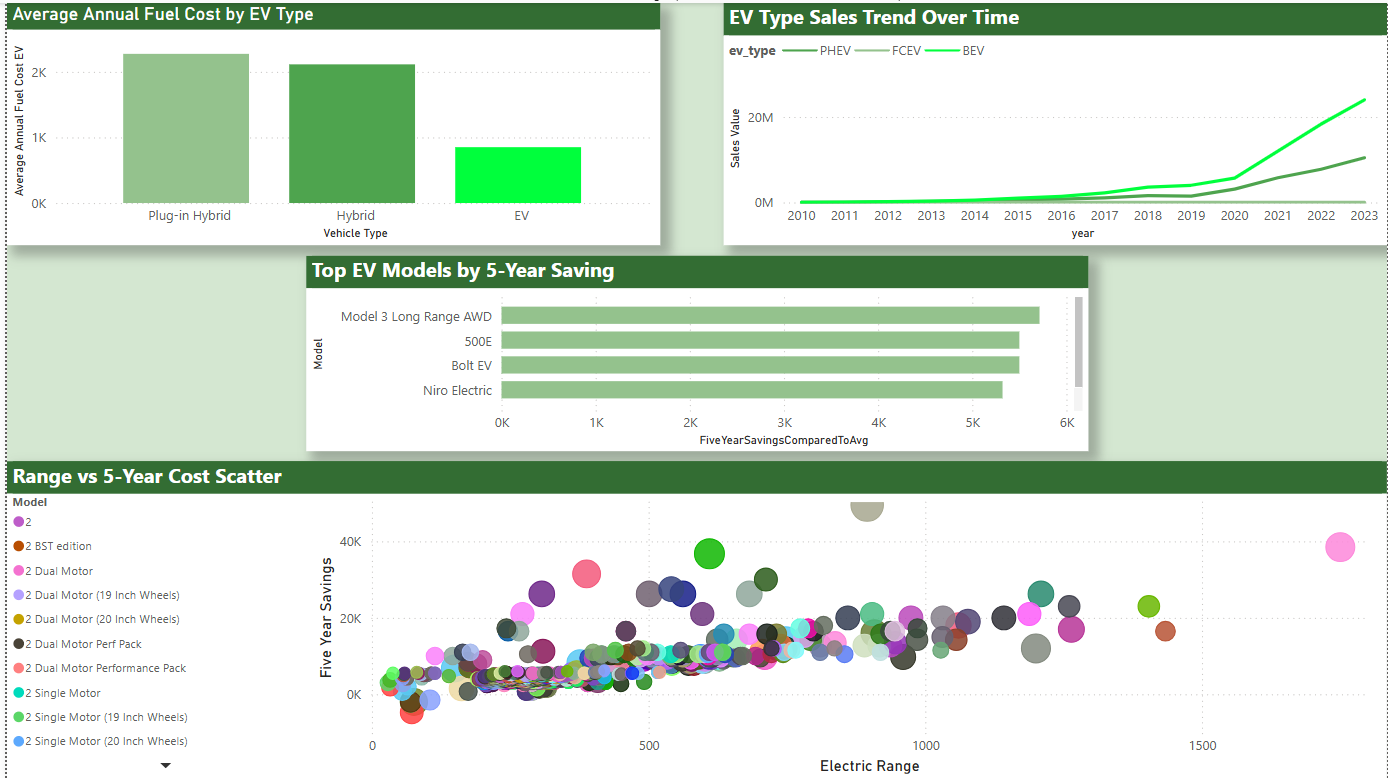 Average Annual Fuel Cost by EV Type
Average Annual Fuel Cost EV
2K
1K
0K
Plug-in Hybrid Hybrid EV
Vehicle Type
EV Type Sales Trend Over Time
ev_type PHEV FCEV BEV
Sales Value
20M
0M
2010 2011 2012 2013 2014 2015 2016 2017 2018 2019 2020 2021 2022 2023
year
Top EV Models by 5-Year Saving
Model
Model 3 Long Range AWD
500E
Bolt EV
Niro Electric
0K 1K 2K 3K 4K 5K 6K
FiveYearSavingsComparedToAvg
Range vs 5-Year Cost Scatter
Model
2
2 BST edition
2 Dual Motor
2 Dual Motor (19 Inch Wheels)
2 Dual Motor (20 Inch Wheels)
2 Dual Motor Perf Pack
2 Dual Motor Performance Pack
2 Single Motor
2 Single Motor (19 Inch Wheels)
2 Single Motor (20 Inch Wheels)
Five Year Savings
40K
20K
0K
0 500 1000 1500
Electric Range